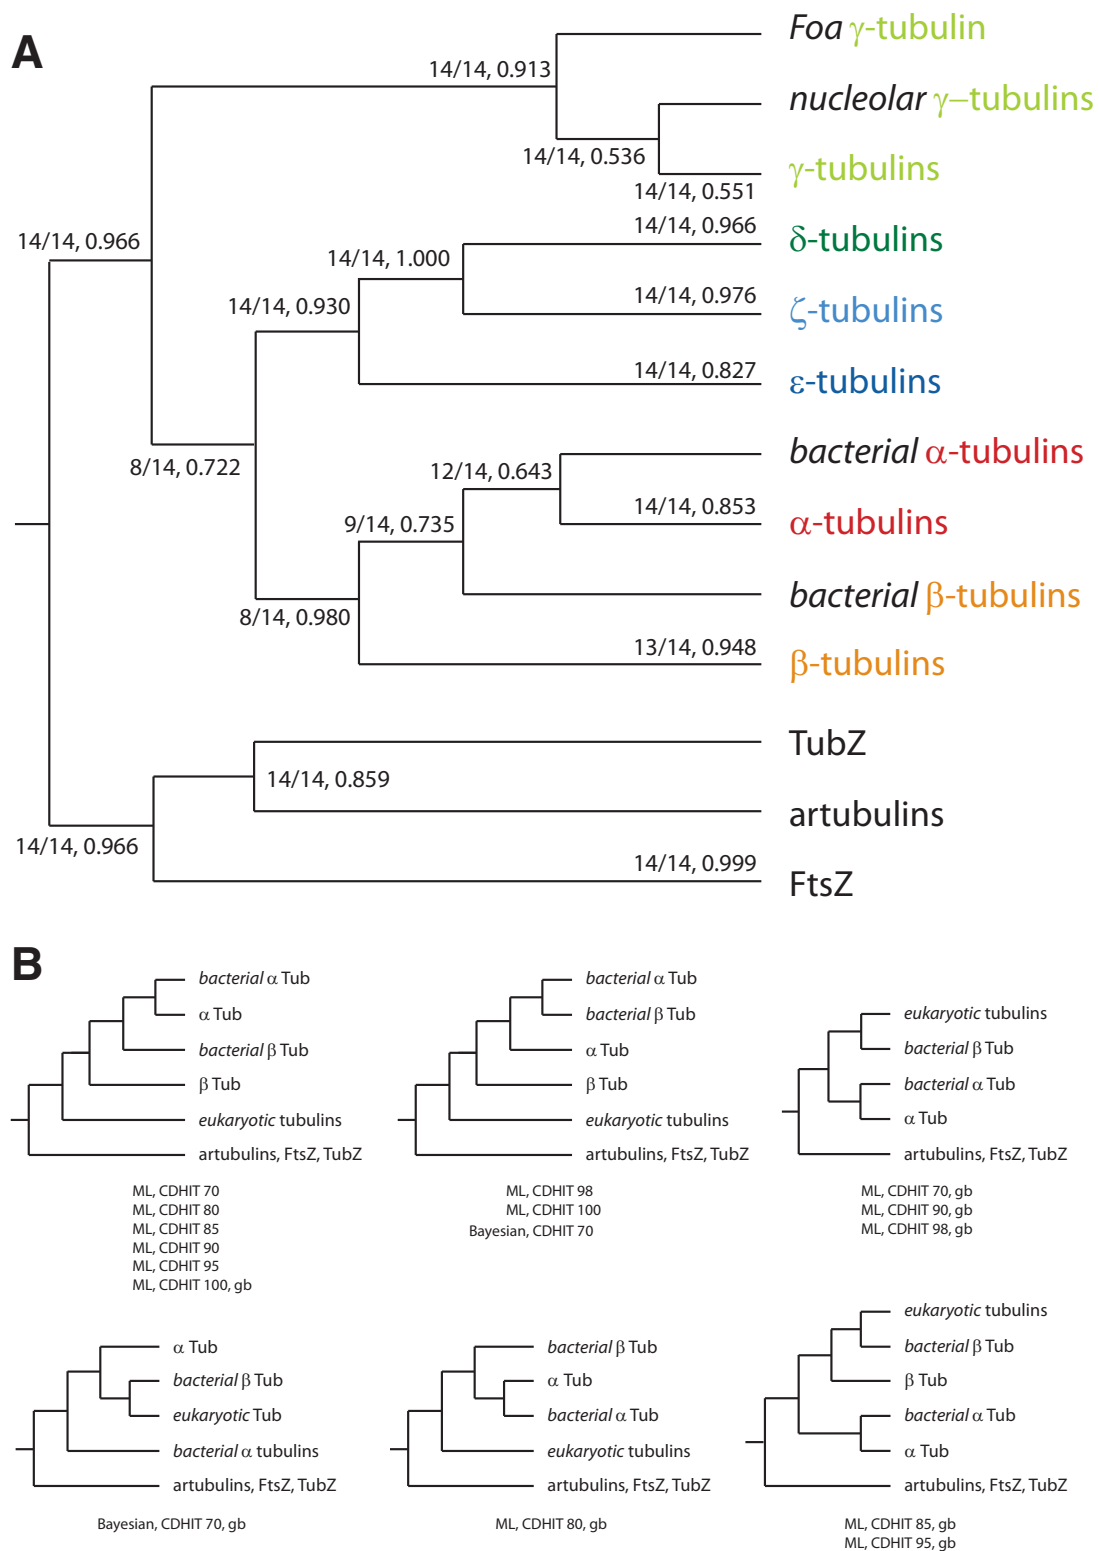 A
Foa γ-tubulin
14/14, 0.913
nucleolar γ–tubulins
14/14, 0.536
γ-tubulins
14/14, 0.551
14/14, 0.966
14/14, 0.966
δ-tubulins
14/14, 1.000
14/14, 0.930
14/14, 0.976
ζ-tubulins
14/14, 0.827
ε-tubulins
8/14, 0.722
12/14, 0.643
bacterial α-tubulins
14/14, 0.853
9/14, 0.735
α-tubulins
8/14, 0.980
bacterial β-tubulins
13/14, 0.948
β-tubulins
TubZ
14/14, 0.859
artubulins
14/14, 0.966
14/14, 0.999
FtsZ
B
bacterial α Tub
α Tub
bacterial β Tub
β Tub
eukaryotic tubulins
artubulins, FtsZ, TubZ
ML, CDHIT 70
ML, CDHIT 80
ML, CDHIT 85
ML, CDHIT 90
ML, CDHIT 95
ML, CDHIT 100, gb
bacterial α Tub
bacterial β Tub
α Tub
β Tub
eukaryotic tubulins
artubulins, FtsZ, TubZ
ML, CDHIT 98
ML, CDHIT 100
Bayesian, CDHIT 70
eukaryotic tubulins
bacterial β Tub
bacterial α Tub
α Tub
artubulins, FtsZ, TubZ
ML, CDHIT 70, gb
ML, CDHIT 90, gb
ML, CDHIT 98, gb
α Tub
bacterial β Tub
eukaryotic Tub
bacterial α tubulins
artubulins, FtsZ, TubZ
Bayesian, CDHIT 70, gb
bacterial β Tub
α Tub
bacterial α Tub
eukaryotic tubulins
artubulins, FtsZ, TubZ
ML, CDHIT 80, gb
eukaryotic tubulins
bacterial β Tub
β Tub
bacterial α Tub
α Tub
artubulins, FtsZ, TubZ
ML, CDHIT 85, gb
ML, CDHIT 95, gb